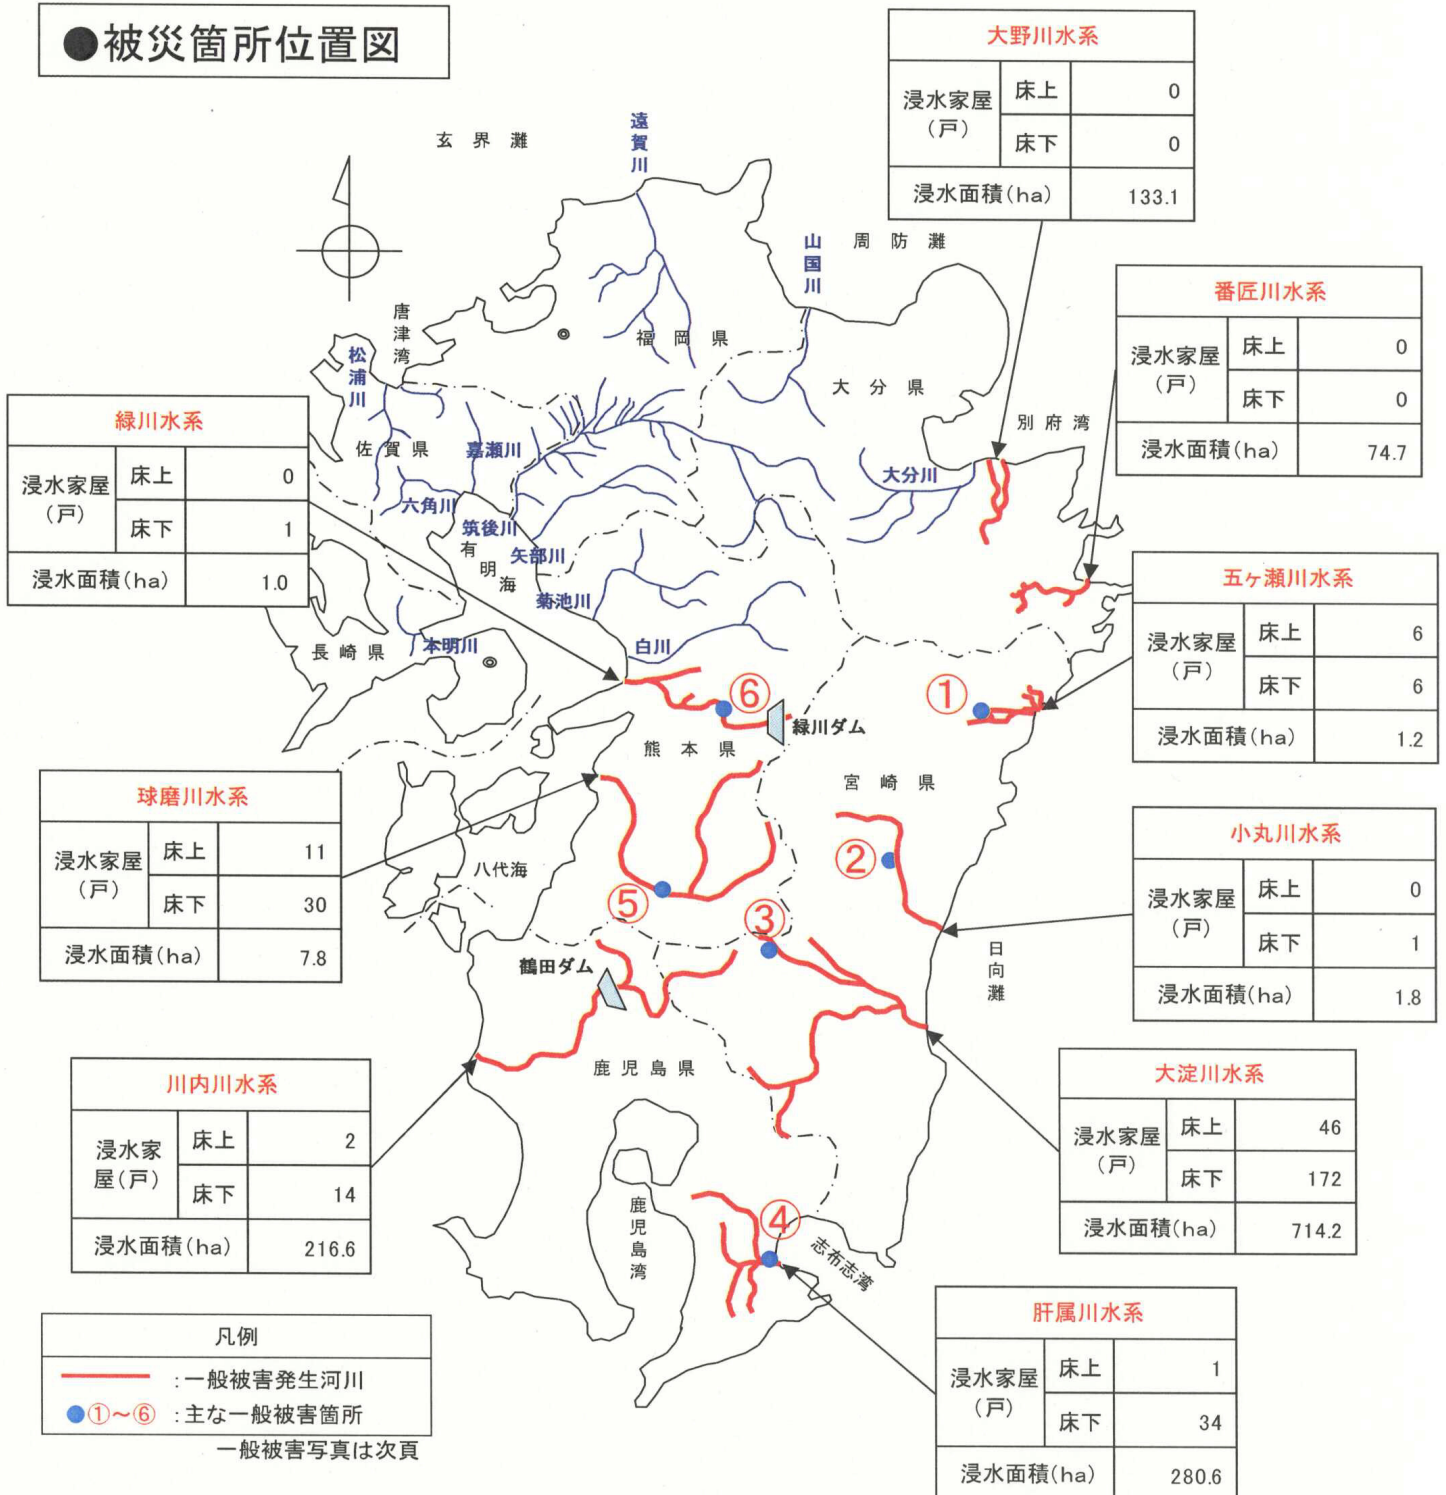 ●被災箇所位置図
大野川水系
浸水家屋(戸) 床上 0
床下 0
浸水面積(ha) 133.1
番匠川水系
浸水家屋(戸) 床上 0
床下 0
浸水面積(ha) 74.7
緑川水系
浸水家屋(戸) 床上 0
床下 1
浸水面積(ha) 1.0
五ヶ瀬川水系
浸水家屋(戸) 床上 6
床下 6
浸水面積(ha) 1.2
球磨川水系
浸水家屋(戸) 床上 11
床下 30
浸水面積(ha) 7.8
小丸川水系
浸水家屋(戸) 床上 0
床下 1
浸水面積(ha) 1.8
川内川水系
浸水家屋(戸) 床上 2
床下 14
浸水面積(ha) 216.6
大淀川水系
浸水家屋(戸) 床上 46
床下 172
浸水面積(ha) 714.2
肝属川水系
浸水家屋(戸) 床上 1
床下 34
浸水面積(ha) 280.6
玄界灘
遠賀川
山国川
周防灘
唐津湾
松浦川
福岡県
大分県
別府湾
佐賀県
嘉瀬川
大分川
六角川
筑後川
有明海
矢部川
菊池川
長崎県
本明川
白川
⑥
緑川ダム
①
熊本県
宮崎県
②
八代海
⑤
③
鶴田ダム
日向灘
鹿児島県
鹿児島湾
④
志布志湾
凡例
:一般被害発生河川
①~⑥ :主な一般被害箇所
一般被害写真は次頁